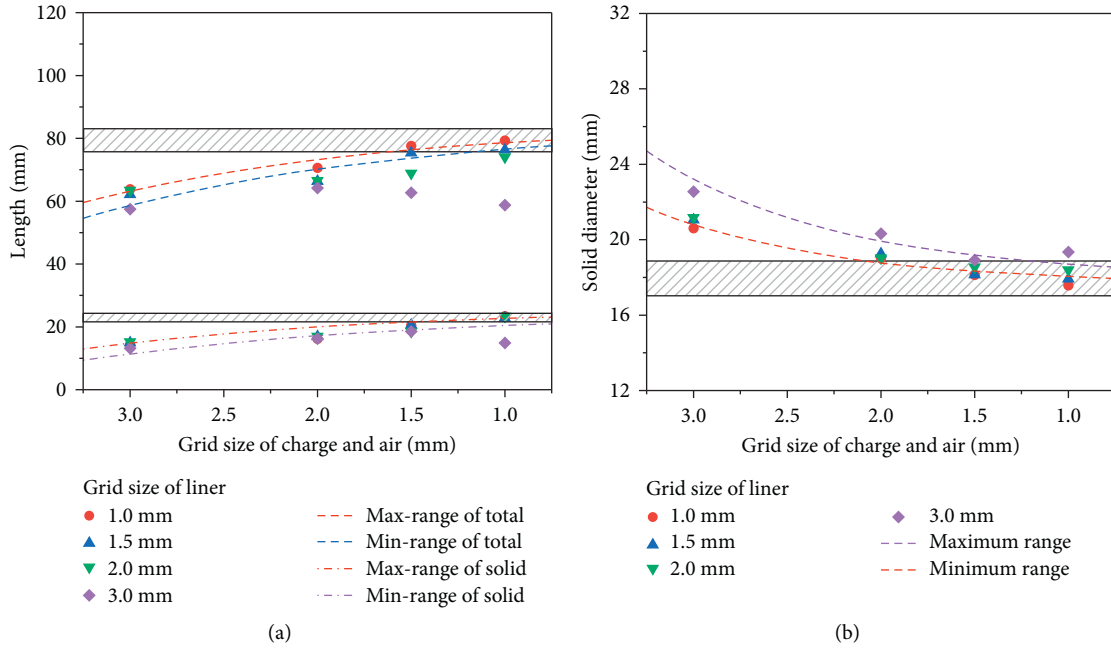 120
100
80
60
40
20
0
Length (mm)
3.0 2.5 2.0 1.5 1.0
Grid size of charge and air (mm)
Grid size of liner
1.0 mm
1.5 mm
2.0 mm
3.0 mm
Max-range of total
Min-range of total
Max-range of solid
Min-range of solid
(a)
32
28
24
20
16
12
Solid diameter (mm)
3.0 2.5 2.0 1.5 1.0
Grid size of charge and air (mm)
Grid size of liner
1.0 mm
1.5 mm
2.0 mm
3.0 mm
Maximum range
Minimum range
(b)